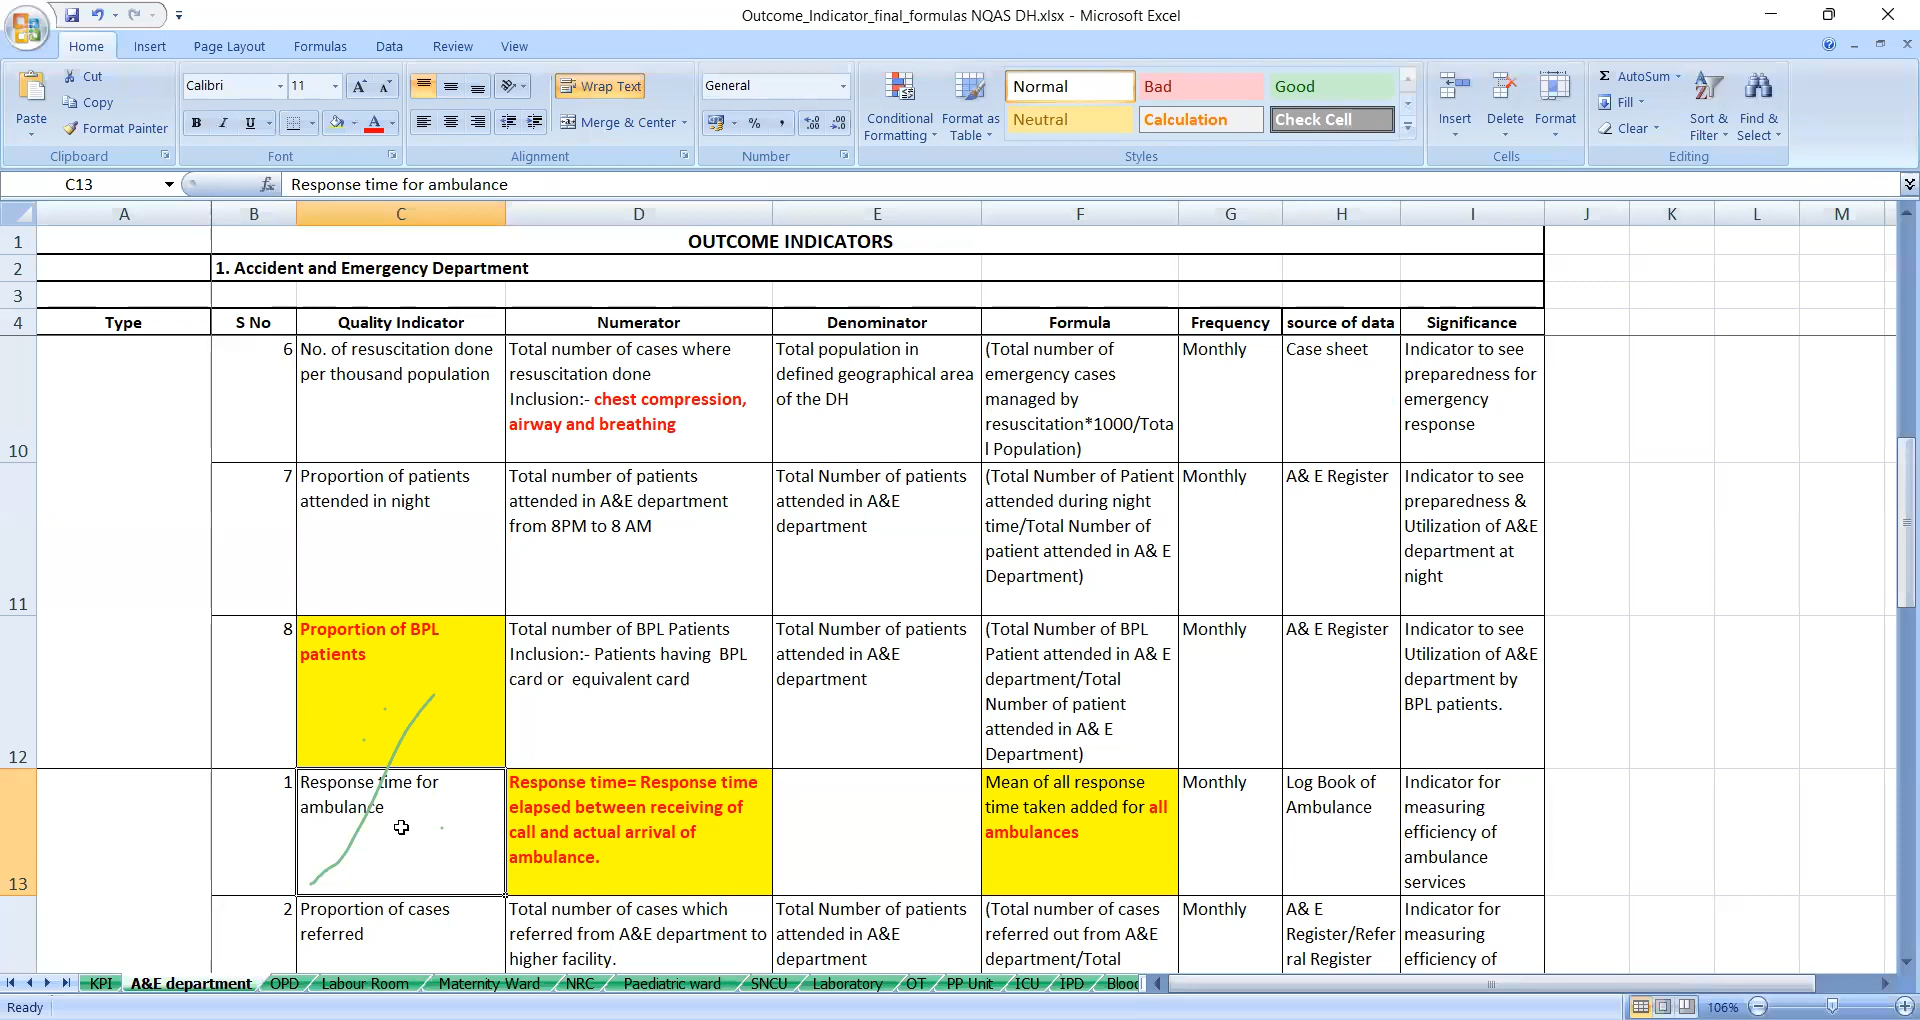 Outcome_Indicator_final_formulas NQAS DH.xlsx - Microsoft Excel
Home Insert Page Layout Formulas Data Review View
Paste
Cut
Copy
Format Painter
Clipboard
Calibri 11
B I U
Font
Wrap Text
Merge & Center
Alignment
General
Number
Conditional Formatting
Format as Table
Normal Bad Good
Neutral Calculation Check Cell
Styles
Insert Delete Format
Cells
AutoSum
Fill
Clear
Sort & Filter
Find & Select
Editing
C13 fx Response time for ambulance
A B C D E F G H I J K L M
1 OUTCOME INDICATORS
2 1. Accident and Emergency Department
3
4 Type S No Quality Indicator Numerator Denominator Formula Frequency source of data Significance
10
6
No. of resuscitation done
per thousand population
Total number of cases where
resuscitation done
Inclusion:- chest compression,
airway and breathing
Total population in
defined geographical area
of the DH
(Total number of
emergency cases
managed by
resuscitation*1000/Tota
l Population)
Monthly
Case sheet
Indicator to see
preparedness for
emergency
response
11
7
Proportion of patients
attended in night
Total number of patients
attended in A&E department
from 8PM to 8 AM
Total Number of patients
attended in A&E
department
(Total Number of Patient
attended during night
time/Total Number of
patient attended in A& E
Department)
Monthly
A& E Register
Indicator to see
preparedness &
Utilization of A&E
department at
night
12
8
Proportion of BPL
patients
Total number of BPL Patients
Inclusion:- Patients having BPL
card or equivalent card
Total Number of patients
attended in A&E
department
(Total Number of BPL
Patient attended in A& E
department/Total
Number of patient
attended in A& E
Department)
Monthly
A& E Register
Indicator to see
Utilization of A&E
department by
BPL patients.
13
1
Response time for
ambulance
Response time= Response time
elapsed between receiving of
call and actual arrival of
ambulance.
Mean of all response
time taken added for all
ambulances
Monthly
Log Book of
Ambulance
Indicator for
measuring
efficiency of
ambulance
services
2
Proportion of cases
referred
Total number of cases which
referred from A&E department to
higher facility.
Total Number of patients
attended in A&E
department
(Total number of cases
referred out from A&E
department/Total
Monthly
A& E
Register/Refer
ral Register
Indicator for
measuring
efficiency of
KPI A&E department OPD Labour Room Maternity Ward NRC Paediatric ward SNCU Laboratory OT PP Unit ICU IPD Blood
Ready 106%